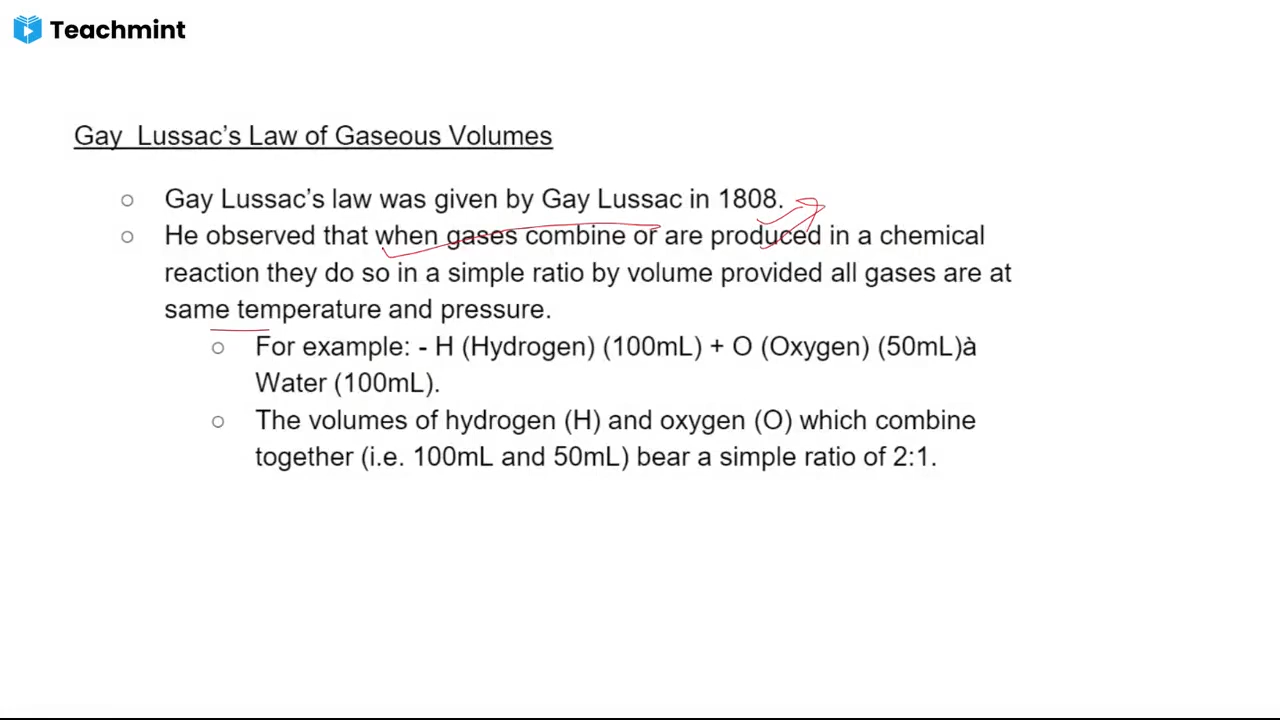 Teachmint
Gay Lussac’s Law of Gaseous Volumes
○ Gay Lussac’s law was given by Gay Lussac in 1808.
○ He observed that when gases combine or are produced in a chemical
reaction they do so in a simple ratio by volume provided all gases are at
same temperature and pressure.
○ For example: - H (Hydrogen) (100mL) + O (Oxygen) (50mL)à
Water (100mL).
○ The volumes of hydrogen (H) and oxygen (O) which combine
together (i.e. 100mL and 50mL) bear a simple ratio of 2:1.